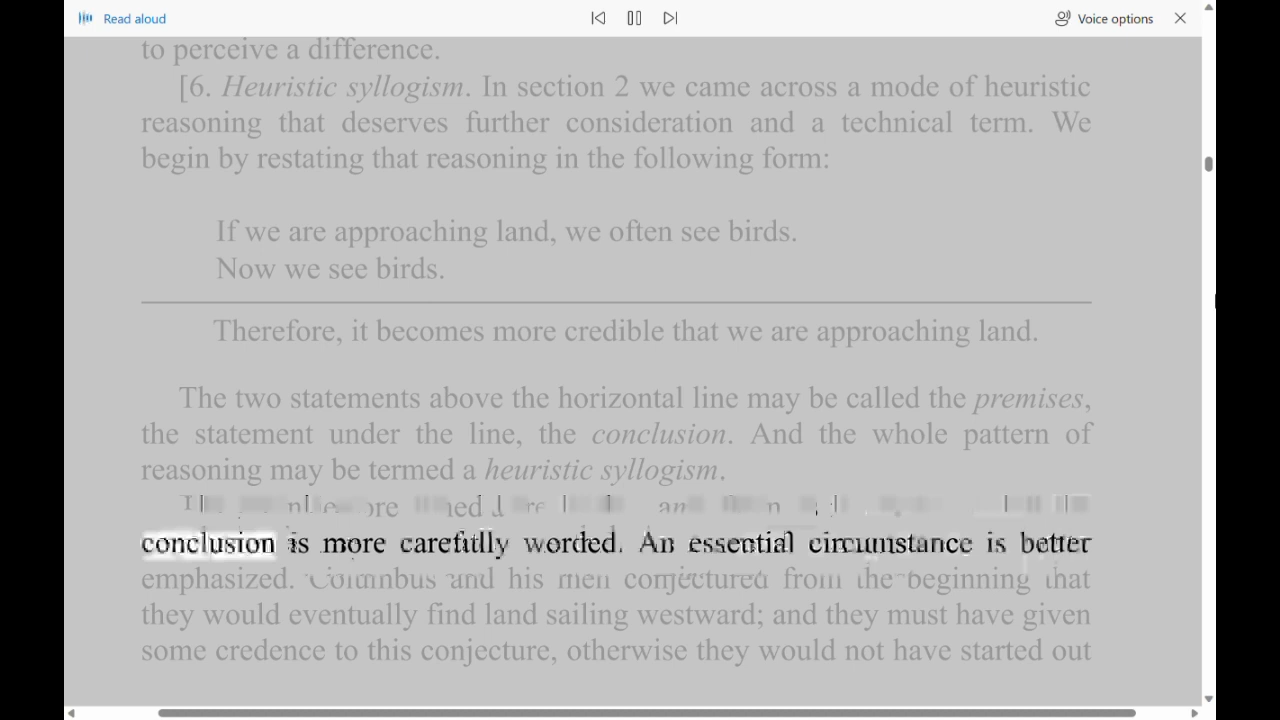 Read aloud
Voice options
to perceive a difference.
[6. Heuristic syllogism. In section 2 we came across a mode of heuristic
reasoning that deserves further consideration and a technical term. We
begin by restating that reasoning in the following form:
If we are approaching land, we often see birds.
Now we see birds.
Therefore, it becomes more credible that we are approaching land.
The two statements above the horizontal line may be called the premises,
the statement under the line, the conclusion. And the whole pattern of
reasoning may be termed a heuristic syllogism.
conclusion is more carefully worded. An essential circumstance is better
emphasized. Columbus and his men conjectured from the beginning that
they would eventually find land sailing westward; and they must have given
some credence to this conjecture, otherwise they would not have started out